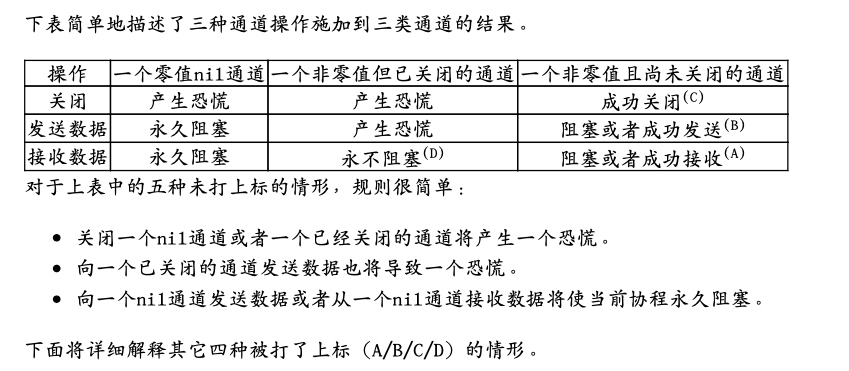 下表简单地描述了三种通道操作施加到三类通道的结果。
操作 一个零值nil通道 一个非零值但已关闭的通道 一个非零值且尚未关闭的通道
关闭 产生恐慌 产生恐慌 成功关闭(C)
发送数据 永久阻塞 产生恐慌 阻塞或者成功发送(B)
接收数据 永久阻塞 永不阻塞(D) 阻塞或者成功接收(A)
对于上表中的五种未打上标的情形，规则很简单：
• 关闭一个nil通道或者一个已经关闭的通道将产生一个恐慌。
• 向一个已关闭的通道发送数据也将导致一个恐慌。
• 向一个nil通道发送数据或者从一个nil通道接收数据将使当前协程永久阻塞。
下面将详细解释其它四种被打了上标（A/B/C/D）的情形。